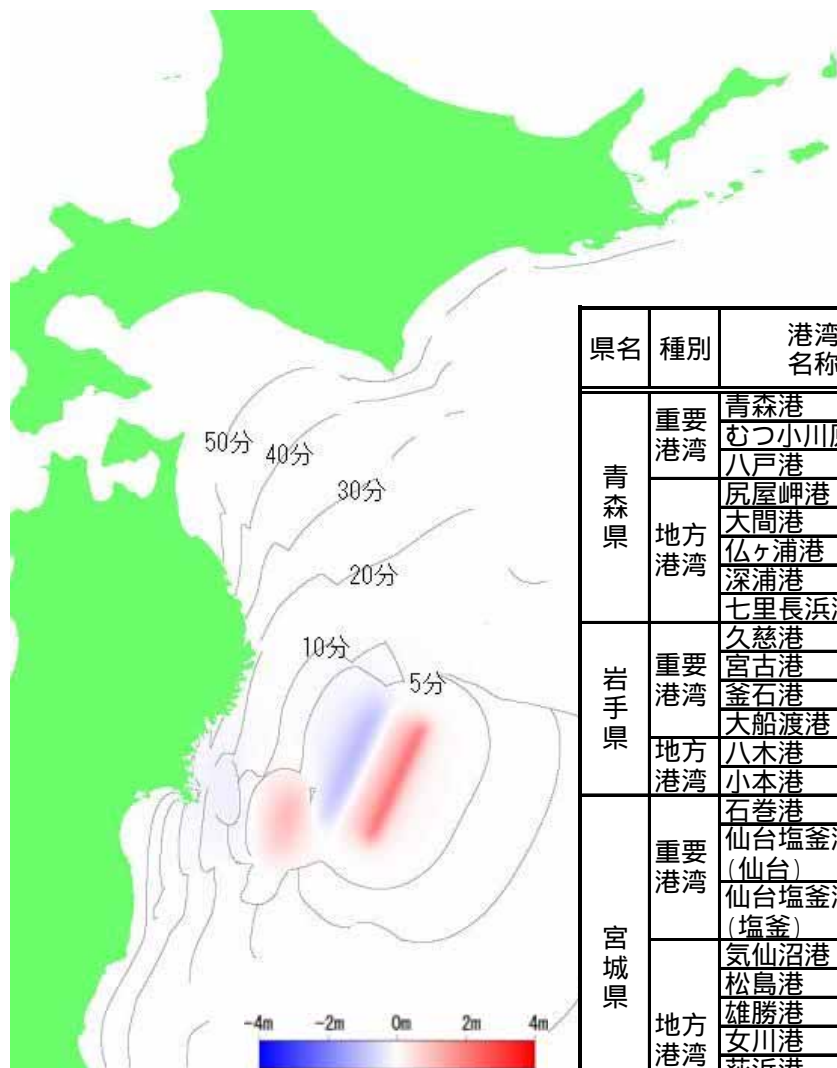 50分
40分
30分
20分
10分
5分
-4m -2m 0m 2m 4m
県名 種別 港湾
名称
青森県
重要
港湾
青森港
むつ小川原
八戸港
地方
港湾
尻屋岬港
大間港
仏ヶ浦港
深浦港
七里長浜港
岩手県
重要
港湾
久慈港
宮古港
釜石港
大船渡港
地方
港湾
八木港
小本港
宮城県
重要
港湾
石巻港
仙台塩釜港
(仙台)
仙台塩釜港
(塩釜)
地方
港湾
気仙沼港
松島港
雄勝港
女川港
荻浜港